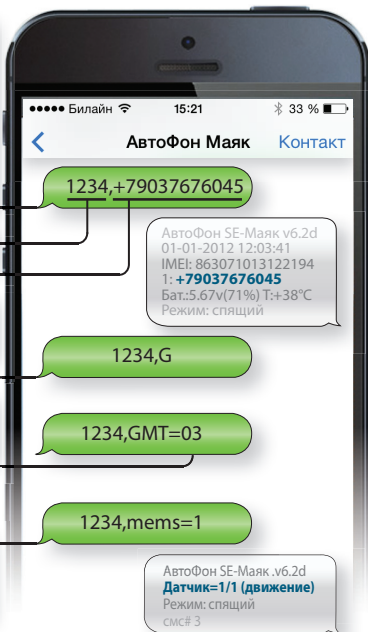 ●●●●● Билайн 15:21 33 %
АвтоФон Маяк Контакт
1234,+79037676045
АвтоФон SE-Маяк v6.2d
01-01-2012 12:03:41
IMEI: 863071013122194
1: +79037676045
Бат.:5.67v(71%) T:+38°C
Режим: спящий
1234,G
1234,GMT=03
1234,mems=1
АвтоФон SE-Маяк .v6.2d
Датчик=1/1 (движение)
Режим: спящий
смс# 3